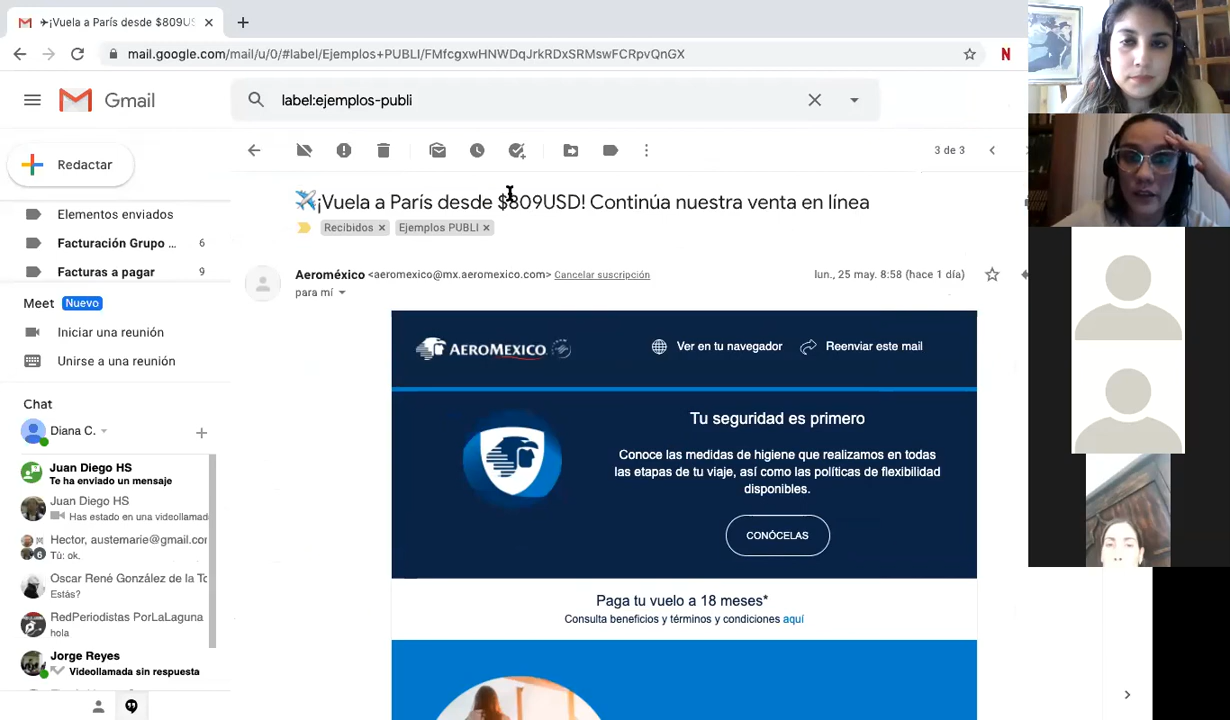 ✈¡Vuela a París desde $809US
mail.google.com/mail/u/0/#label/Ejemplos+PUBLI/FMfcgxwHNWDqJrkRDxSRMswFCRpvQnGX
N
Gmail
label:ejemplos-publi
Redactar
3 de 3
Elementos enviados
Facturación Grupo ... 6
Facturas a pagar 9
Meet Nuevo
Iniciar una reunión
Unirse a una reunión
Chat
Diana C.
Juan Diego HS
Te ha enviado un mensaje
Juan Diego HS
Has estado en una videollamad
Hector, austemarie@gmail.cor
6
Tú: ok.
Oscar René González de la To
Estás?
RedPeriodistas PorLaLaguna
hola
Jorge Reyes
Videollamada sin respuesta
✈¡Vuela a París desde $809USD! Continúa nuestra venta en línea
Recibidos × Ejemplos PUBLI ×
Aeroméxico <aeromexico@mx.aeromexico.com> Cancelar suscripción
lun., 25 may. 8:58 (hace 1 día)
para mí
AEROMEXICO.
Ver en tu navegador
Reenviar este mail
Tu seguridad es primero
Conoce las medidas de higiene que realizamos en todas
las etapas de tu viaje, así como las políticas de flexibilidad
disponibles.
CONÓCELAS
Paga tu vuelo a 18 meses*
Consulta beneficios y términos y condiciones aquí